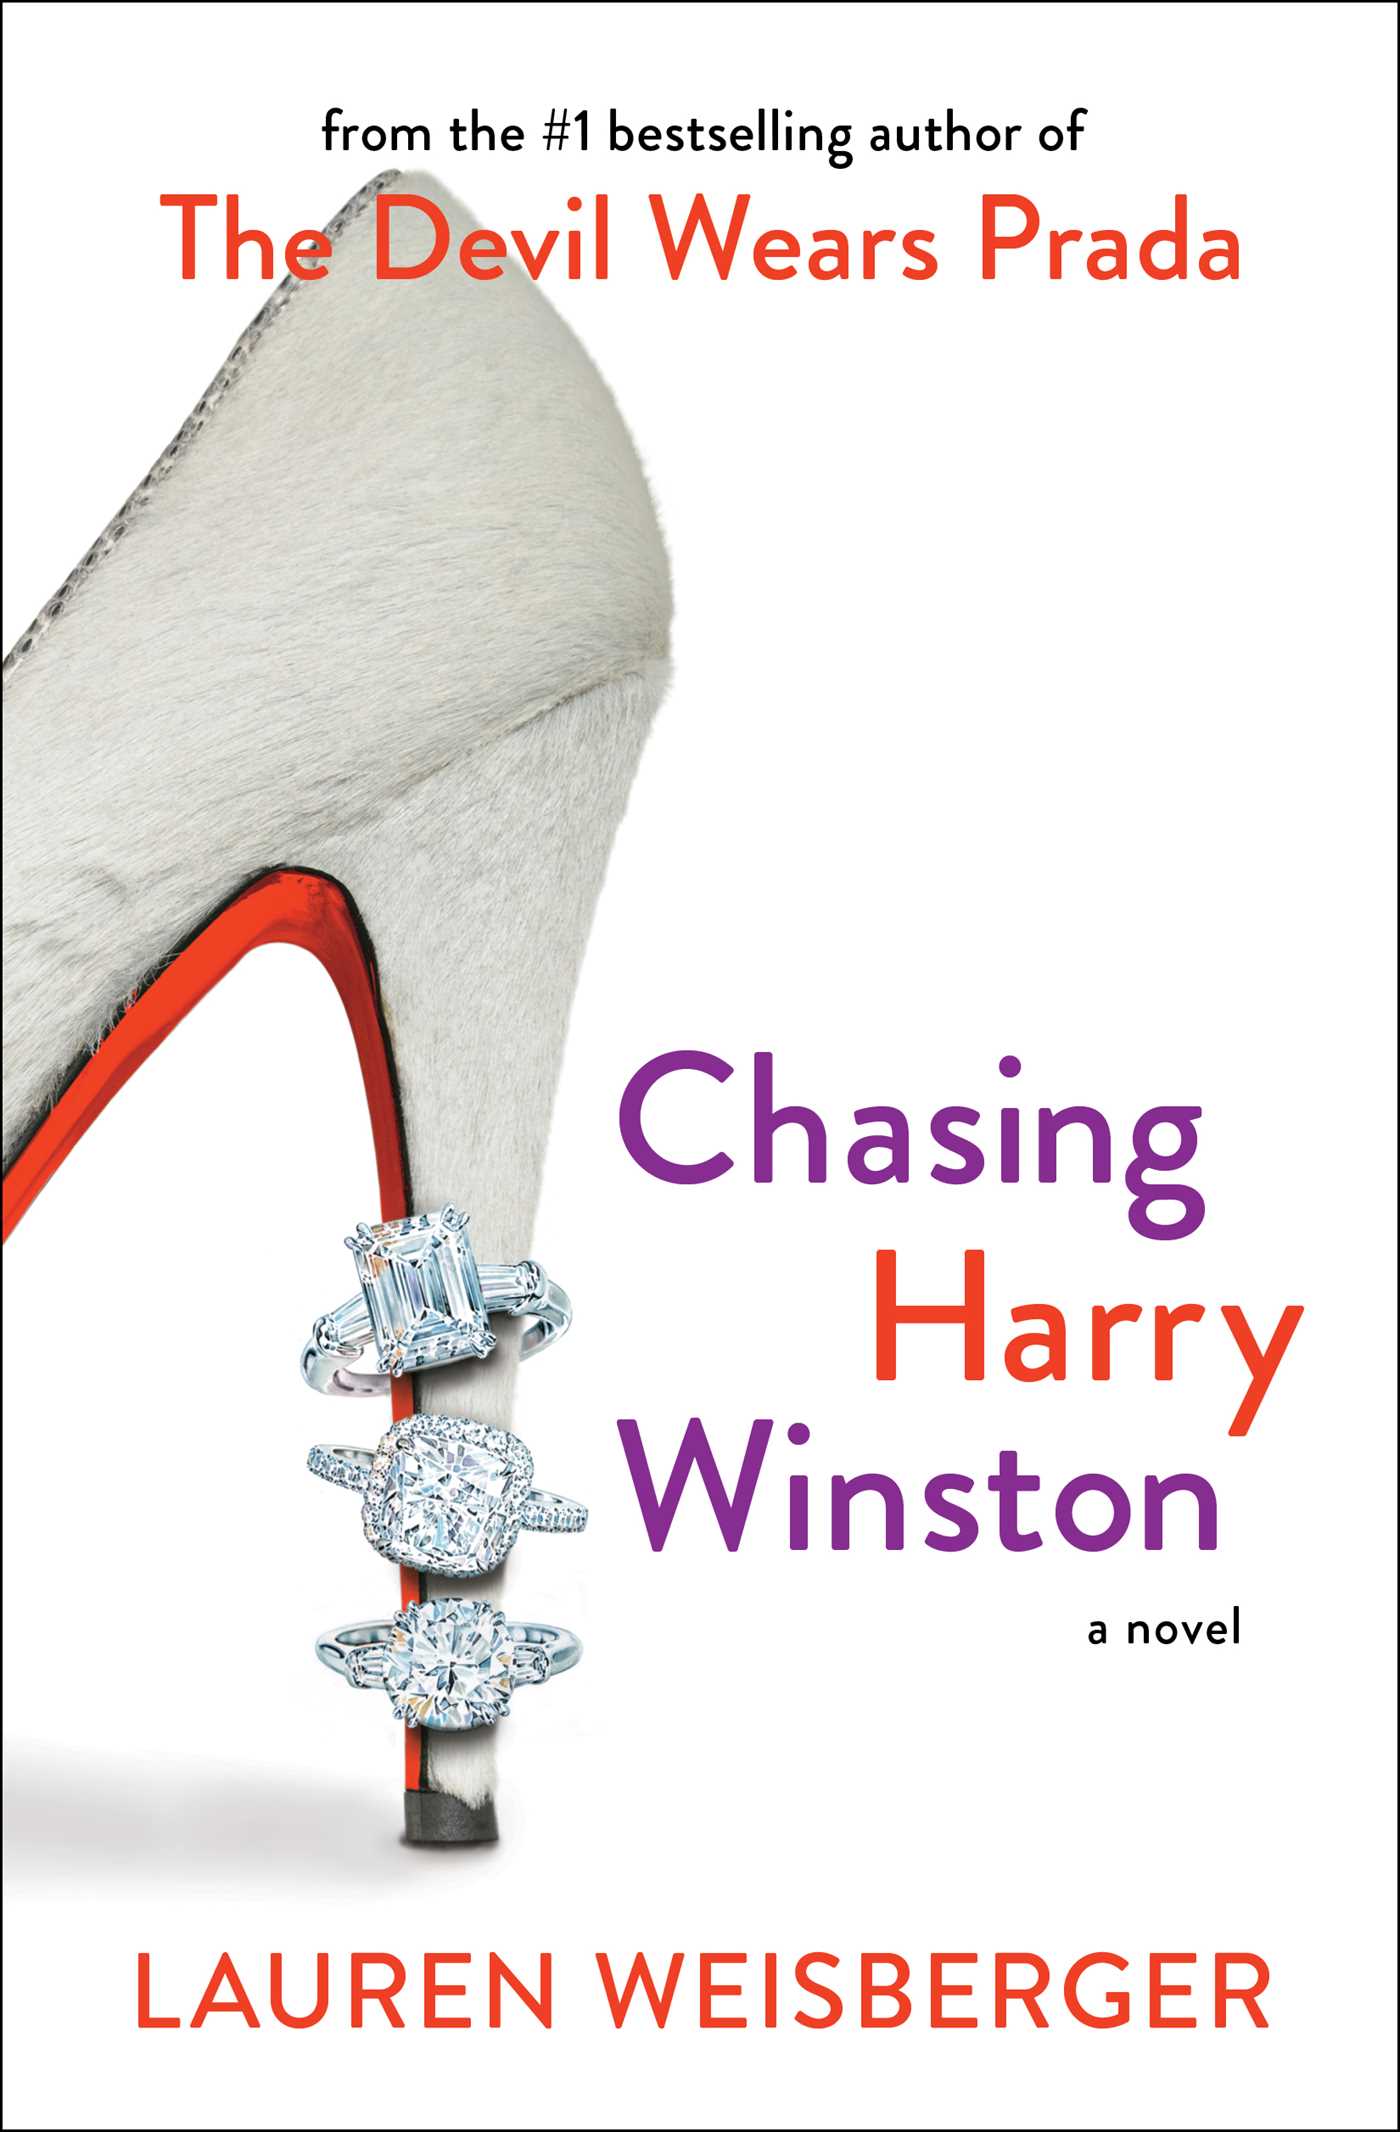 from the #1 bestselling author of
The Devil Wears Prada
Chasing
Harry
Winston
a novel
LAUREN WEISBERGER